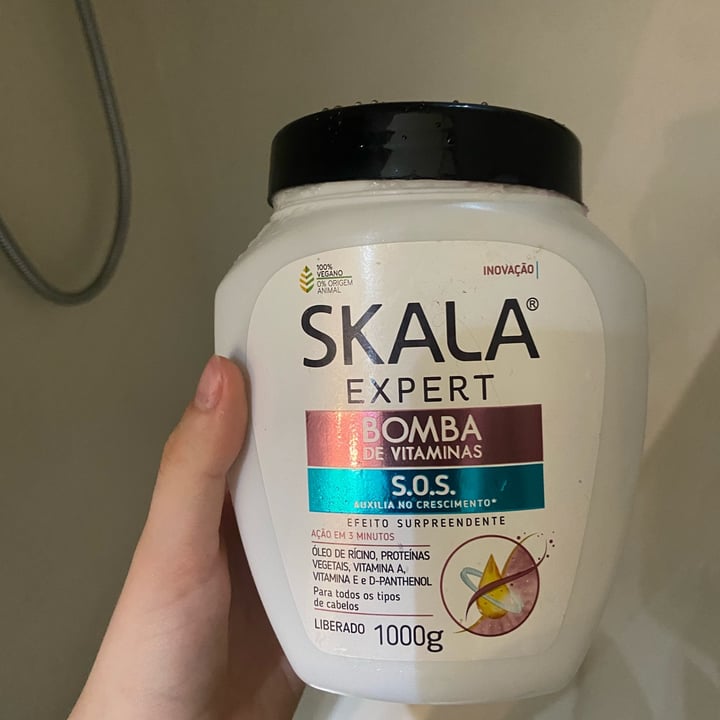 100%
VEGANO
0% ORIGEM
ANIMAL
INOVAÇÃO
SKALA®
EXPERT
BOMBA
DE VITAMINAS
S.O.S.
AUXILIA NO CRESCIMENTO*
EFEITO SURPREENDENTE
AÇÃO EM 3 MINUTOS
ÓLEO DE RÍCINO, PROTEÍNAS
VEGETAIS, VITAMINA A,
VITAMINA E e D-PANTHENOL
Para todos os tipos
de cabelos
LIBERADO 1000g